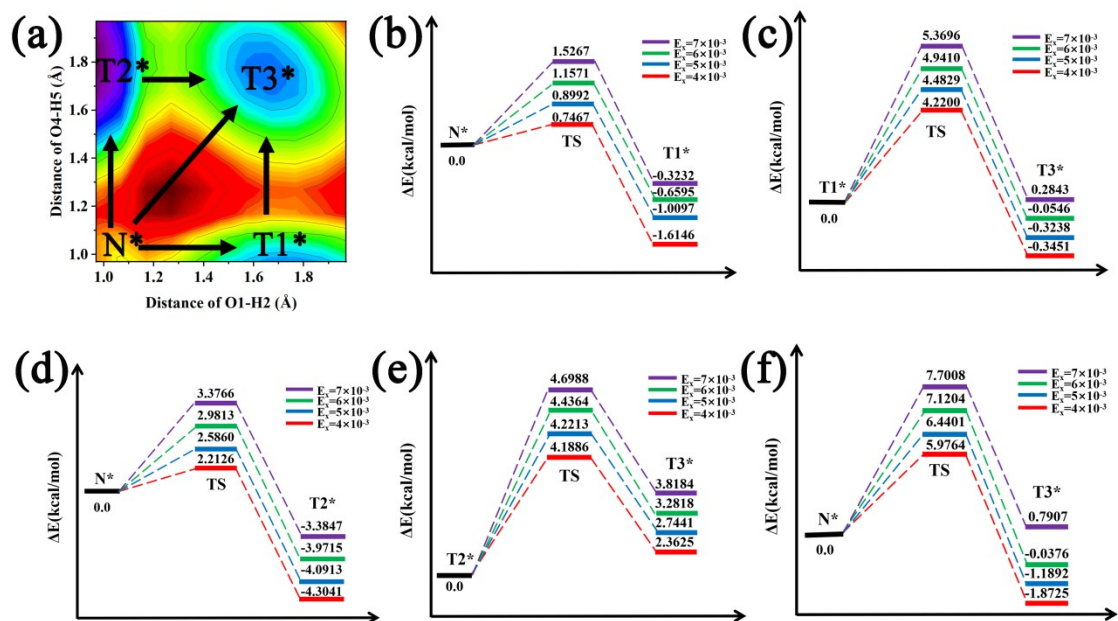 (a)
T2*
T3*
N*
T1*
1.8
1.6
1.4
1.2
1.0
Distance of O4-H5 (Å)
1.0 1.2 1.4 1.6 1.8
Distance of O1-H2 (Å)
(b)
ΔE(kcal/mol)
Ex=7×10-3
Ex=6×10-3
Ex=5×10-3
Ex=4×10-3
1.5267
1.1571
0.8992
0.7467
TS
N*
0.0
T1*
-0.3232
-0.6595
-1.0097
-1.6146
(c)
ΔE(kcal/mol)
Ex=7×10-3
Ex=6×10-3
Ex=5×10-3
Ex=4×10-3
5.3696
4.9410
4.4829
4.2200
TS
T1*
0.0
T3*
0.2843
-0.0546
-0.3238
-0.3451
(d)
ΔE(kcal/mol)
Ex=7×10-3
Ex=6×10-3
Ex=5×10-3
Ex=4×10-3
3.3766
2.9813
2.5860
2.2126
TS
N*
0.0
T2*
-3.3847
-3.9715
-4.0913
-4.3041
(e)
ΔE(kcal/mol)
Ex=7×10-3
Ex=6×10-3
Ex=5×10-3
Ex=4×10-3
4.6988
4.4364
4.2213
4.1886
TS
T2*
0.0
T3*
3.8184
3.2818
2.7441
2.3625
(f)
ΔE(kcal/mol)
Ex=7×10-3
Ex=6×10-3
Ex=5×10-3
Ex=4×10-3
7.7008
7.1204
6.4401
5.9764
TS
N*
0.0
T3*
0.7907
-0.0376
-1.1892
-1.8725